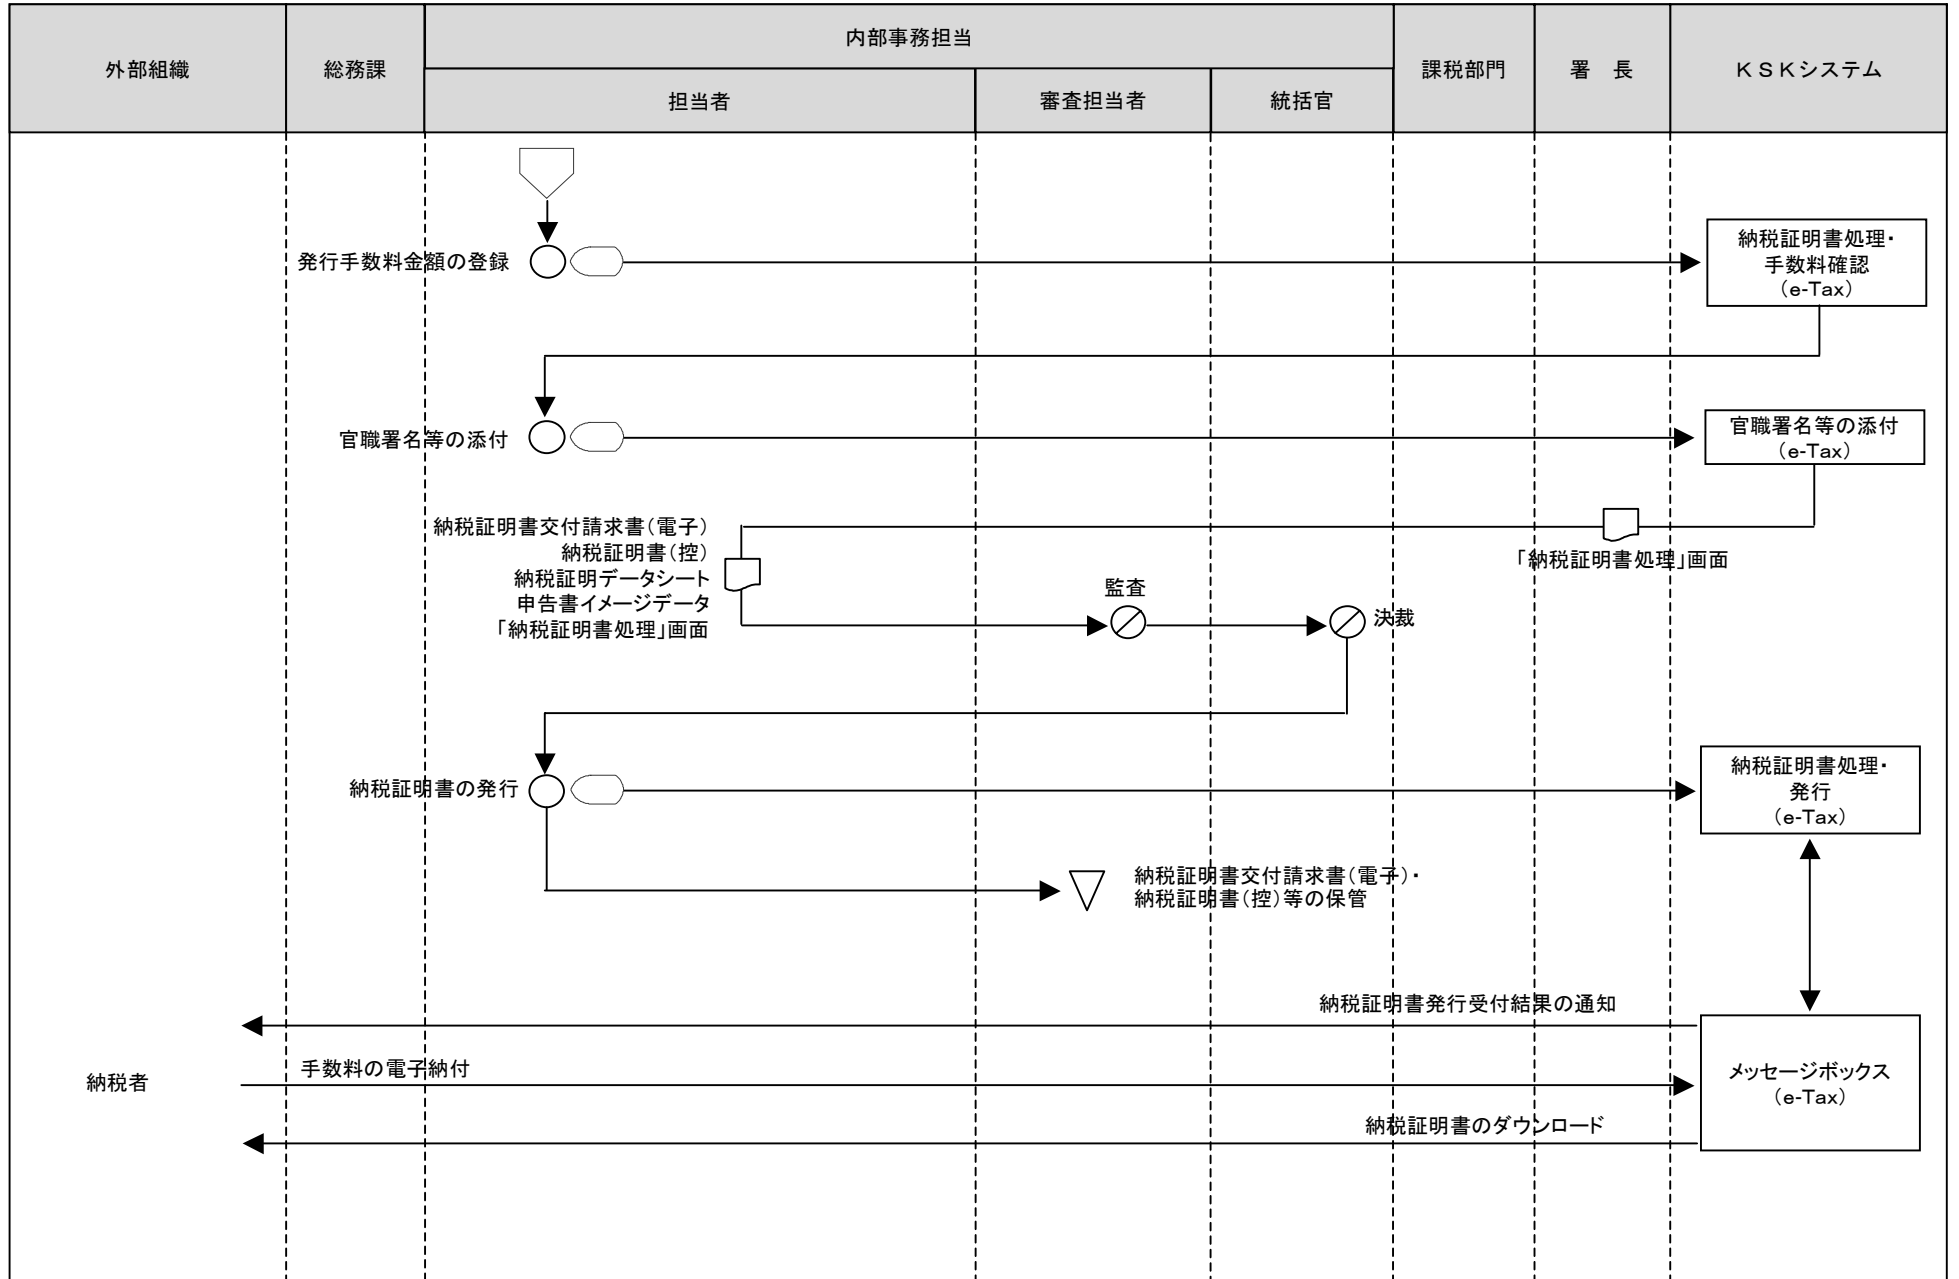 外部組織
総務課
内部事務担当
担当者
審査担当者
統括官
課税部門
署　長
ＫＳＫシステム
発行手数料金額の登録
納税証明書処理・
手数料確認
（e-Tax）
官職署名等の添付
官職署名等の添付
（e-Tax）
「納税証明書処理」画面
納税証明書交付請求書（電子）
納税証明書（控）
納税証明データシート
申告書イメージデータ
「納税証明書処理」画面
監査
決裁
納税証明書の発行
納税証明書処理・
発行
（e-Tax）
納税証明書交付請求書（電子）・
納税証明書（控）等の保管
納税証明書発行受付結果の通知
手数料の電子納付
納税者
メッセージボックス
（e-Tax）
納税証明書のダウンロード